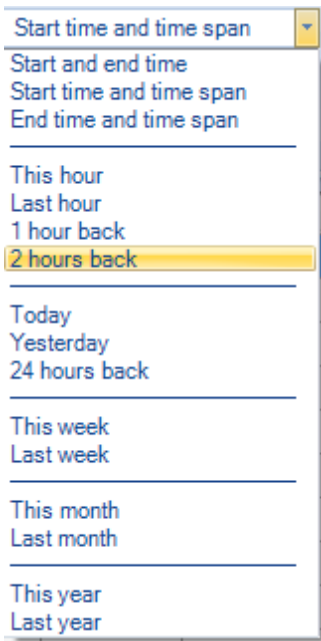 Start time and time span
Start and end time
Start time and time span
End time and time span
This hour
Last hour
1 hour back
2 hours back
Today
Yesterday
24 hours back
This week
Last week
This month
Last month
This year
Last year